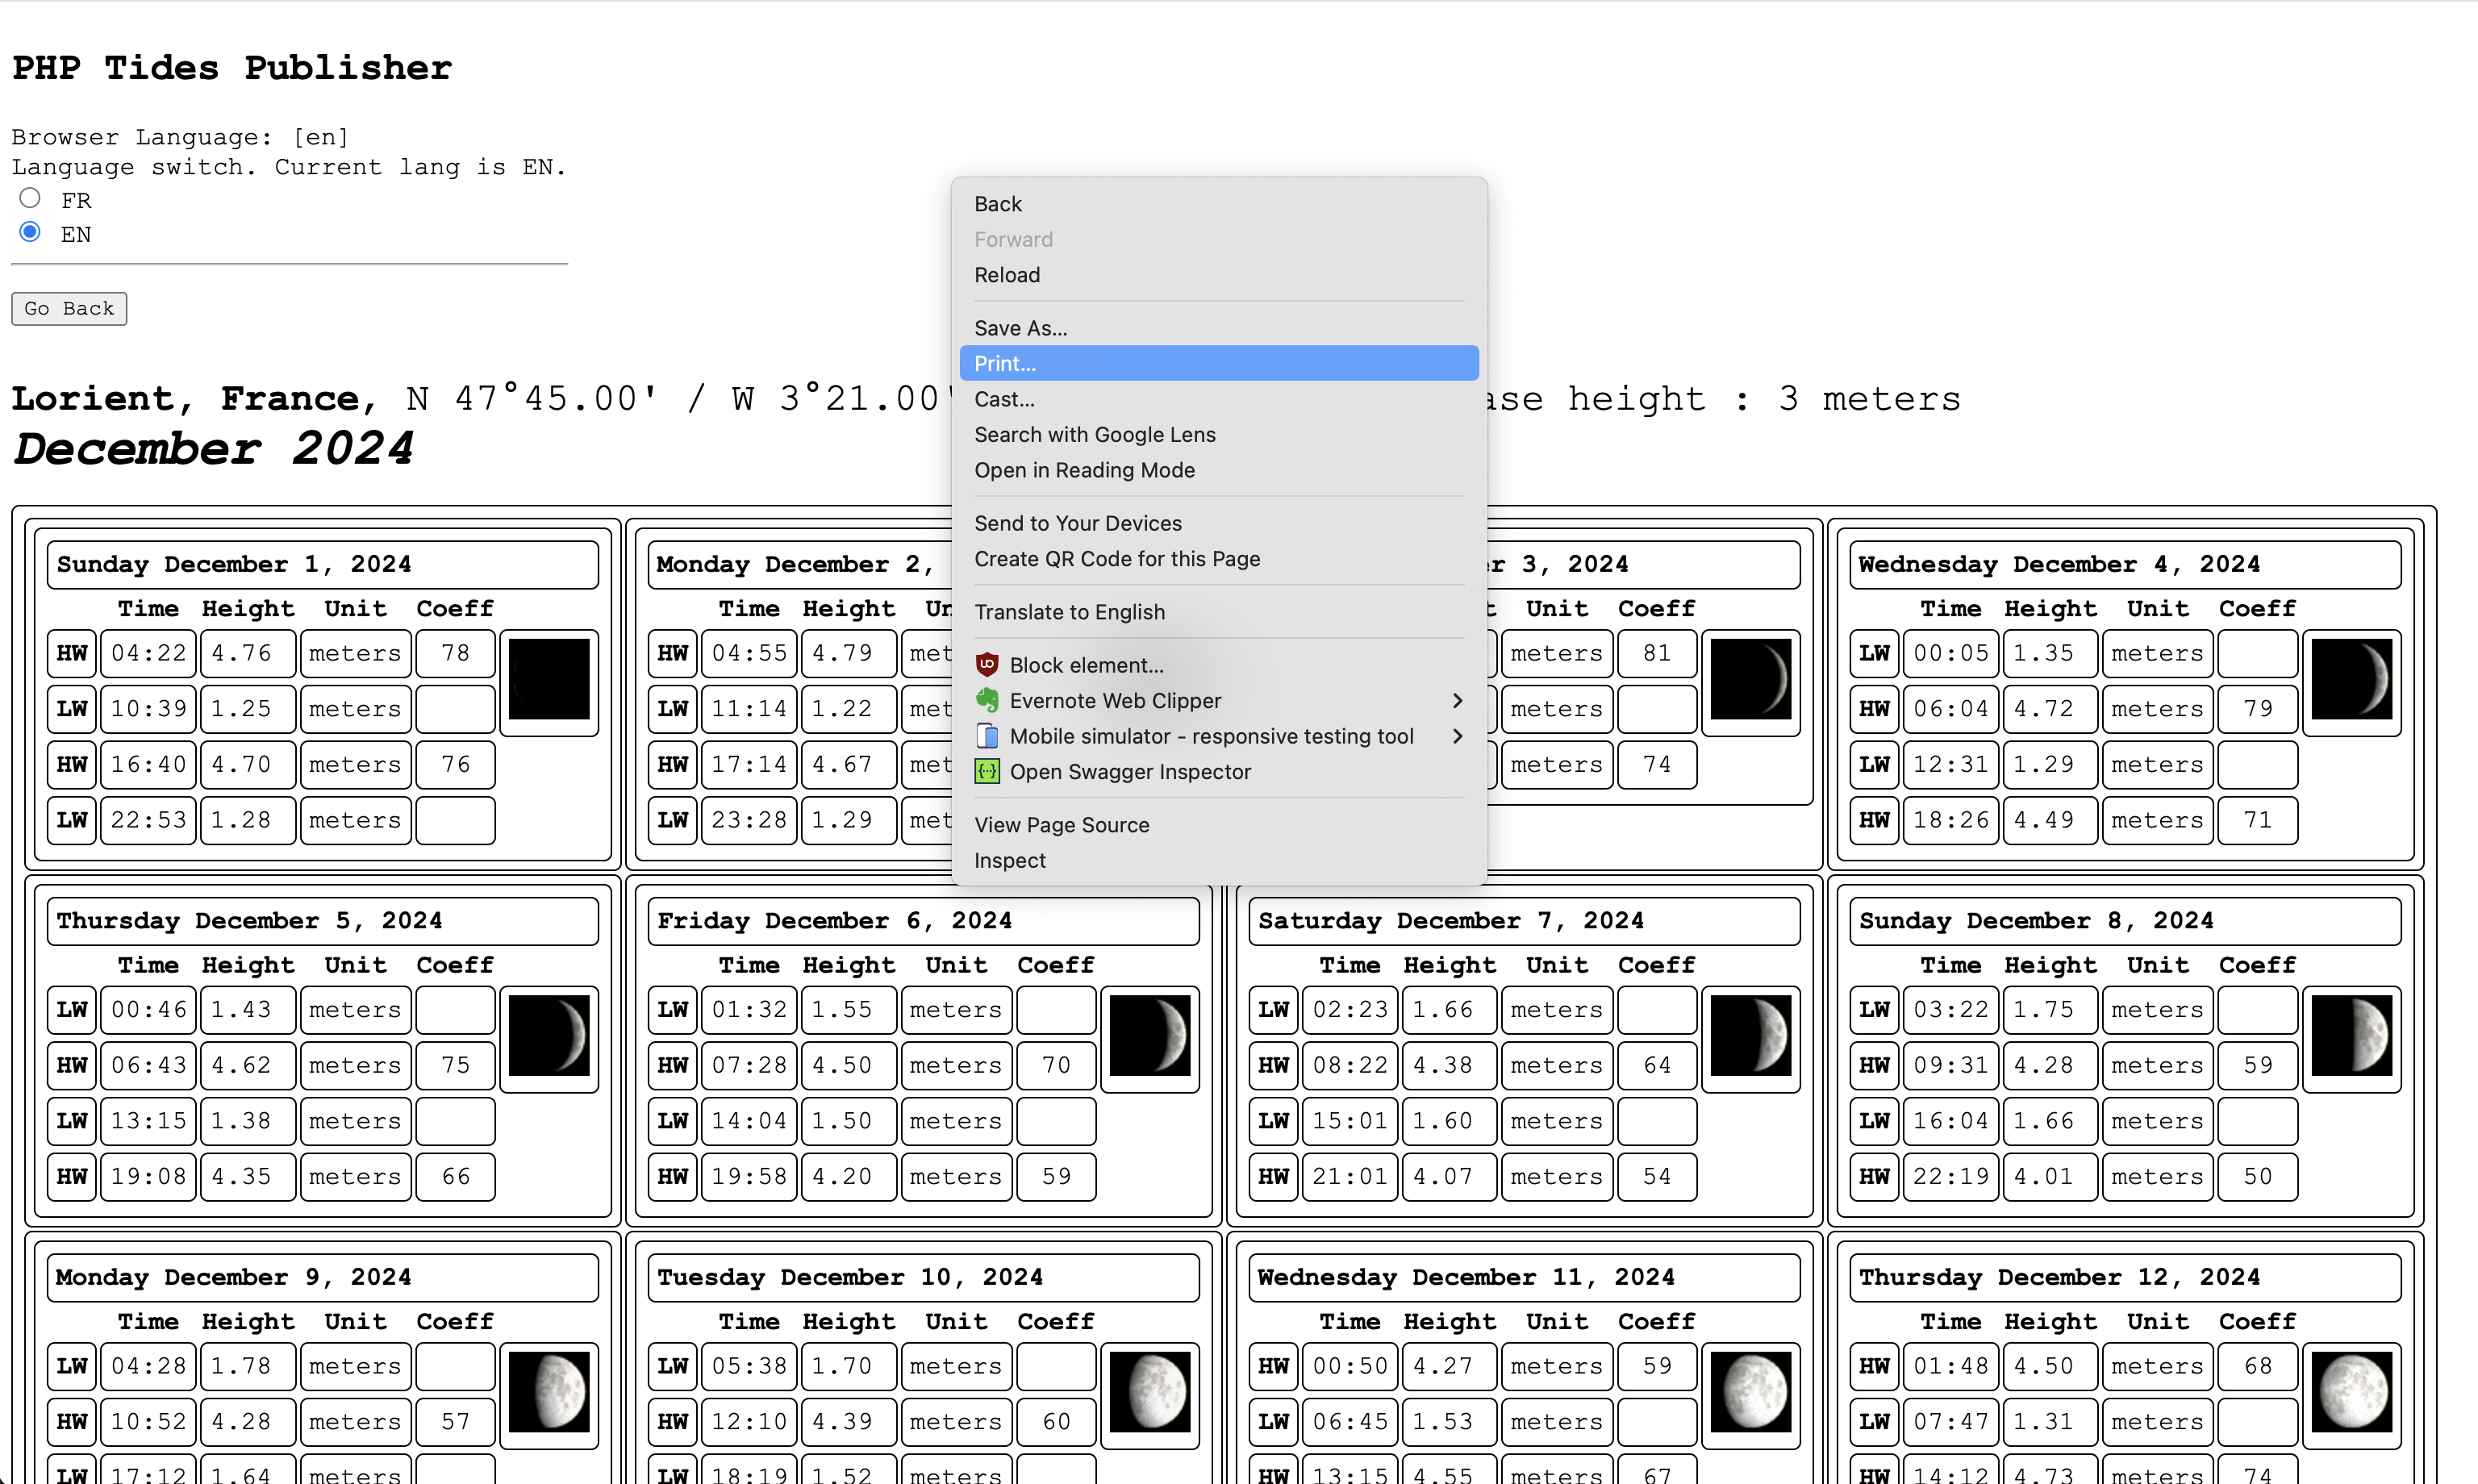 PHP Tides Publisher
Browser Language: [en]
Language switch. Current lang is EN.
FR
EN
Go Back
Lorient, France, N 47°45.00' / W 3°21.00' height : 3 meters
December 2024
Back
Forward
Reload
Save As...
Print...
Cast...
Search with Google Lens
Open in Reading Mode
Send to Your Devices
Create QR Code for this Page
Translate to English
Block element...
Evernote Web Clipper
Mobile simulator - responsive testing tool
Open Swagger Inspector
View Page Source
Inspect
Sunday December 1, 2024
Time Height Unit Coeff
HW 04:22 4.76 meters 78
LW 10:39 1.25 meters
HW 16:40 4.70 meters 76
LW 22:53 1.28 meters
Monday December 2,
Time Height
HW 04:55 4.79
LW 11:14 1.22
HW 17:14 4.67
LW 23:28 1.29
3, 2024
Unit Coeff
meters 81
meters
meters 74
Wednesday December 4, 2024
Time Height Unit Coeff
LW 00:05 1.35 meters
HW 06:04 4.72 meters 79
LW 12:31 1.29 meters
HW 18:26 4.49 meters 71
Thursday December 5, 2024
Time Height Unit Coeff
LW 00:46 1.43 meters
HW 06:43 4.62 meters 75
LW 13:15 1.38 meters
HW 19:08 4.35 meters 66
Friday December 6, 2024
Time Height Unit Coeff
LW 01:32 1.55 meters
HW 07:28 4.50 meters 70
LW 14:04 1.50 meters
HW 19:58 4.20 meters 59
Saturday December 7, 2024
Time Height Unit Coeff
LW 02:23 1.66 meters
HW 08:22 4.38 meters 64
LW 15:01 1.60 meters
HW 21:01 4.07 meters 54
Sunday December 8, 2024
Time Height Unit Coeff
LW 03:22 1.75 meters
HW 09:31 4.28 meters 59
LW 16:04 1.66 meters
HW 22:19 4.01 meters 50
Monday December 9, 2024
Time Height Unit Coeff
LW 04:28 1.78 meters
HW 10:52 4.28 meters 57
LW 17:12 1.64 meters
Tuesday December 10, 2024
Time Height Unit Coeff
LW 05:38 1.70 meters
HW 12:10 4.39 meters 60
LW 18:19 1.52 meters
Wednesday December 11, 2024
Time Height Unit Coeff
HW 00:50 4.27 meters 59
LW 06:45 1.53 meters
HW 13:15 4.55 meters 67
Thursday December 12, 2024
Time Height Unit Coeff
HW 01:48 4.50 meters 68
LW 07:47 1.31 meters
HW 14:12 4.73 meters 74